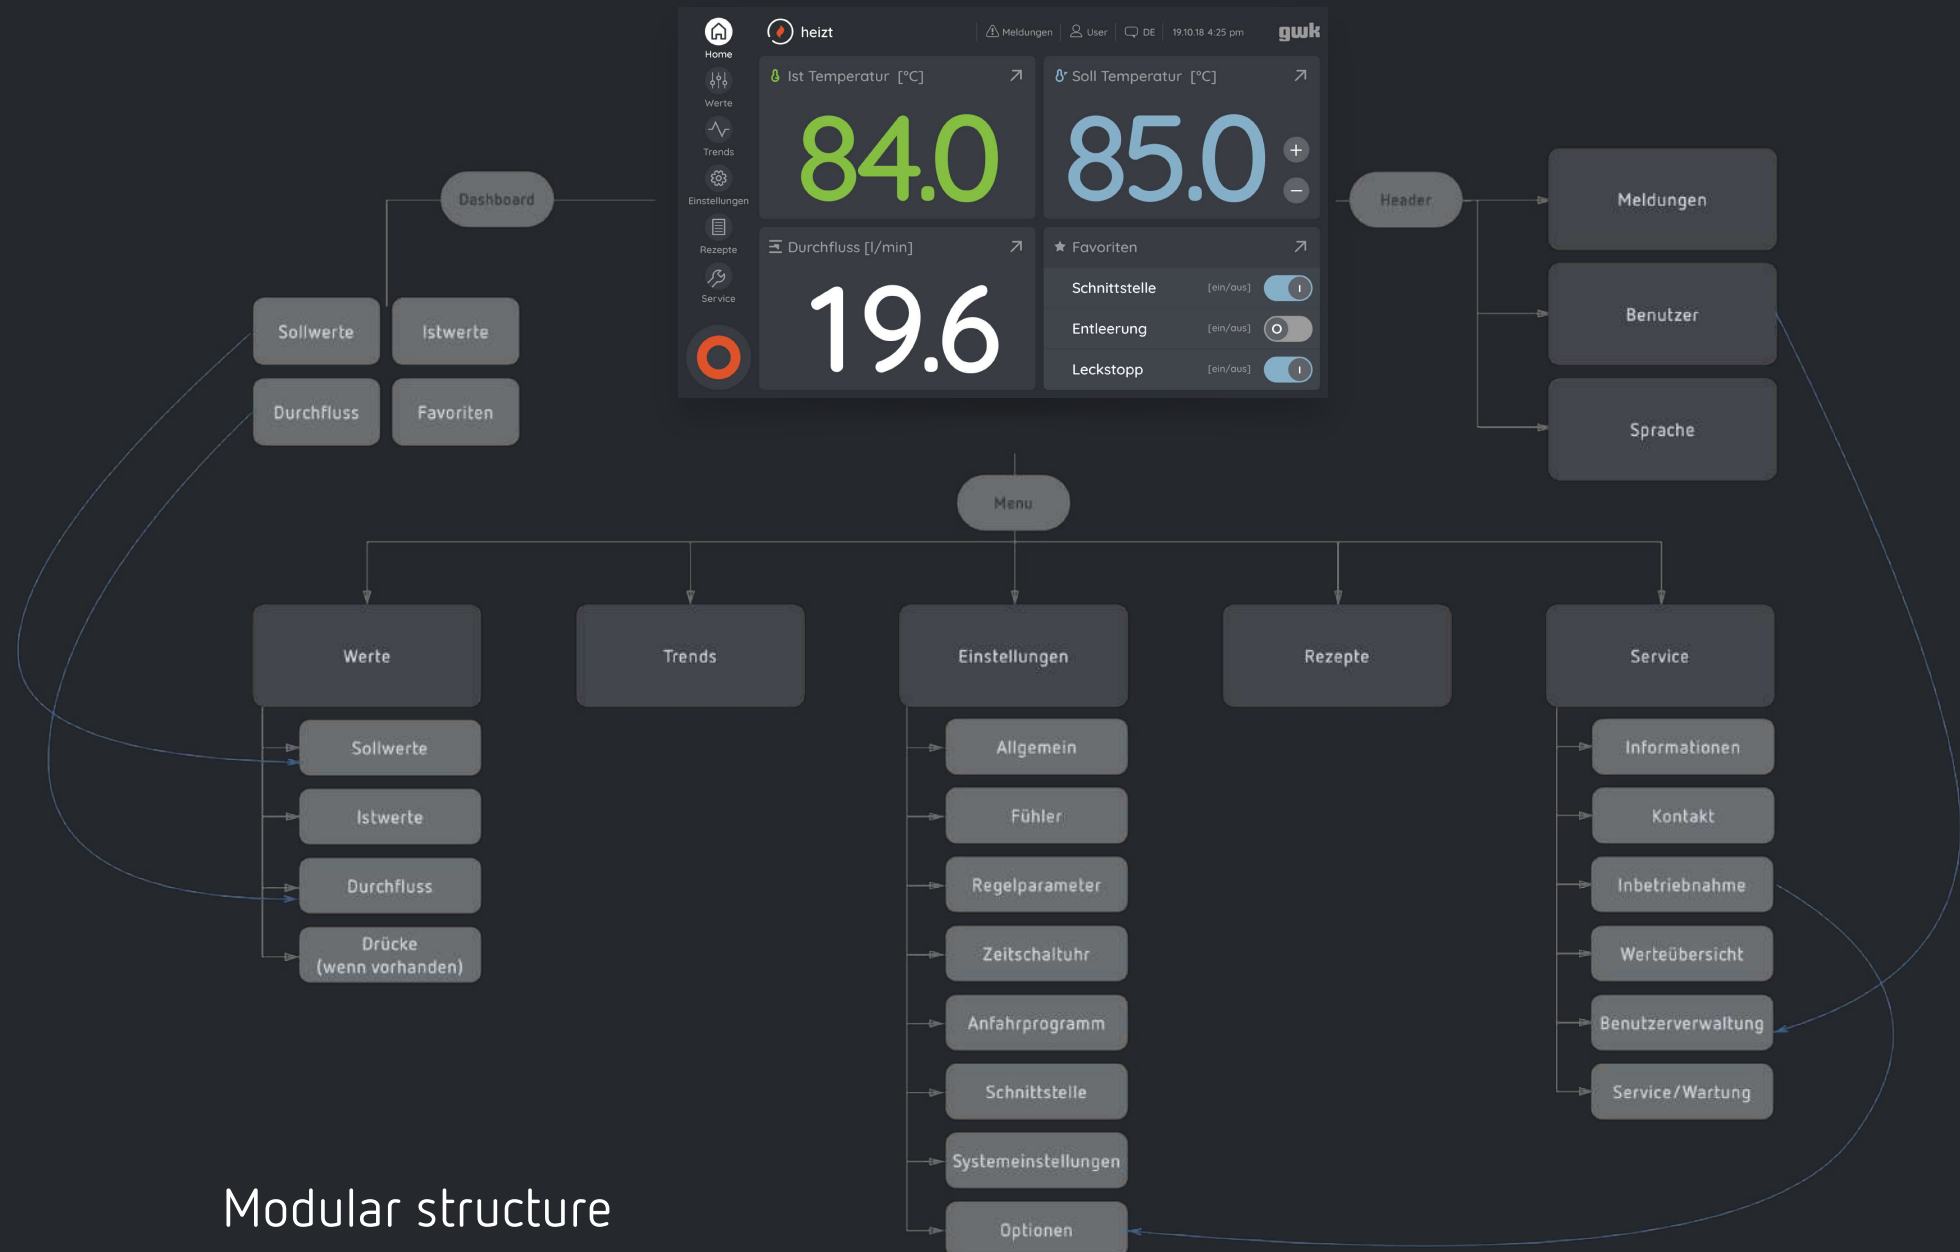 Home
Werte
Trends
Einstellungen
Rezepte
Service
heizt
Meldungen
User
DE
19.10.18 4:25 pm
gwk
Ist Temperatur [°C]
84.0
Soll Temperatur [°C]
85.0
+
−
Durchfluss [l/min]
19.6
Favoriten
Schnittstelle [ein/aus] I
Entleerung [ein/aus] O
Leckstopp [ein/aus] I
Dashboard
Sollwerte
Istwerte
Durchfluss
Favoriten
Header
Meldungen
Benutzer
Sprache
Menu
Werte
Sollwerte
Istwerte
Durchfluss
Drücke
(wenn vorhanden)
Trends
Einstellungen
Allgemein
Fühler
Regelparameter
Zeitschaltuhr
Anfahrprogramm
Schnittstelle
Systemeinstellungen
Optionen
Rezepte
Service
Informationen
Kontakt
Inbetriebnahme
Werteübersicht
Benutzerverwaltung
Service/Wartung
Modular structure